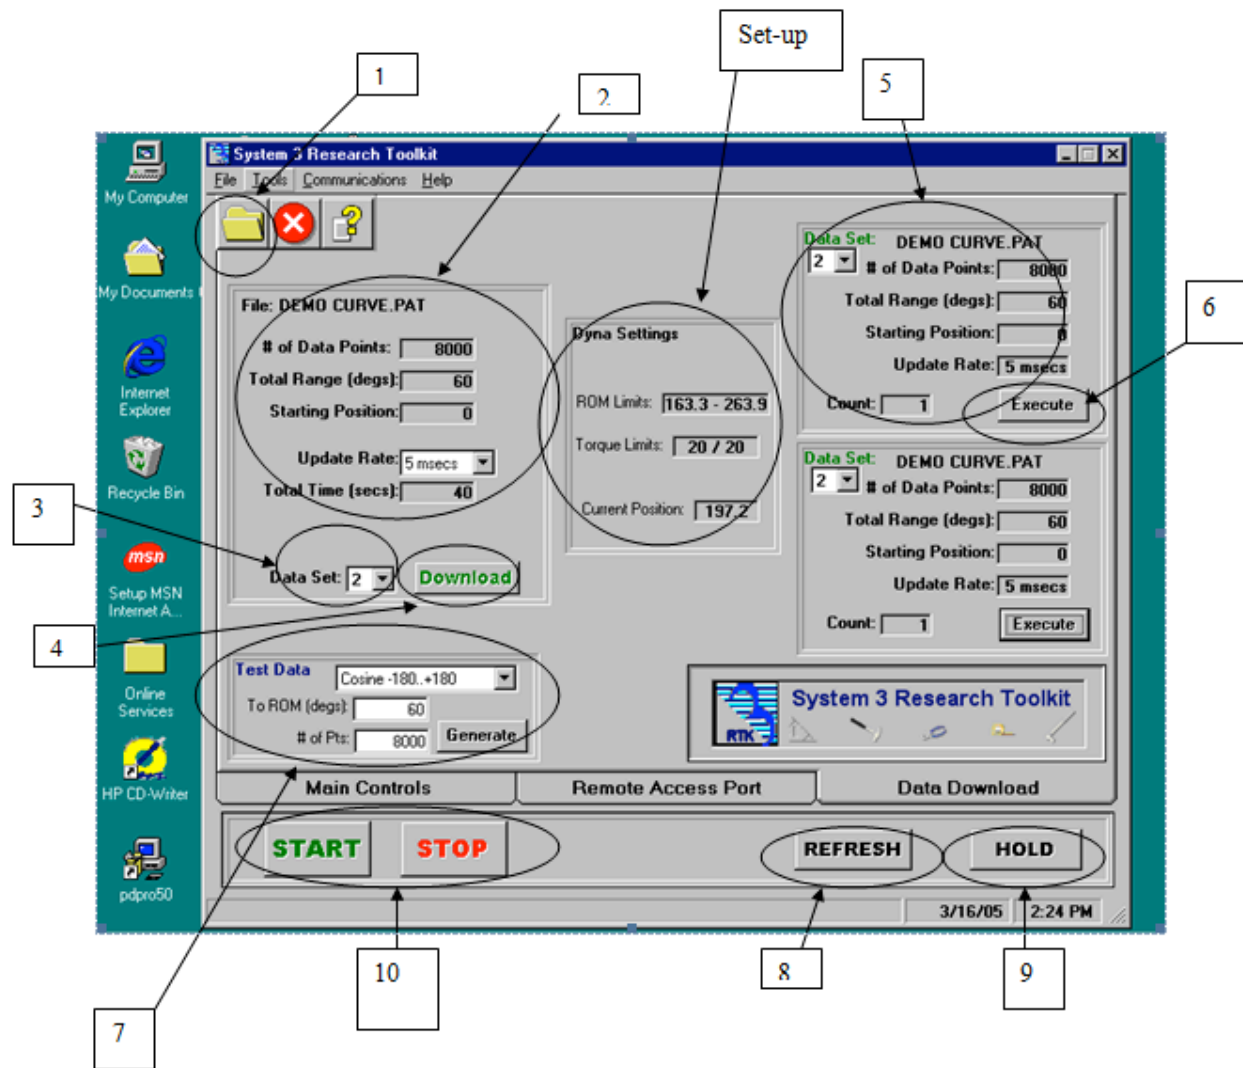 Set-up
1
2
5
System 3 Research Toolkit
File Tools Communications Help
My Computer
My Documents
Internet
Explorer
Recycle Bin
msn
Setup MSN
Internet A...
Online
Services
HP CD-Writer
pdpro50
File: DEMO CURVE.PAT
# of Data Points: 8000
Total Range (degs): 60
Starting Position: 0
Update Rate: 5 msecs
Total Time (secs): 40
Data Set: 2 Download
3
4
Test Data Cosine -180..+180
To ROM (degs): 60
# of Pts: 8000 Generate
Dyna Settings
ROM Limits: 163.3 - 263.9
Torque Limits: 20 / 20
Current Position: 197.2
Data Set: DEMO CURVE.PAT
2 # of Data Points: 8000
Total Range (degs): 60
Starting Position: 0
Update Rate: 5 msecs
Count: 1 Execute
6
Data Set: DEMO CURVE.PAT
2 # of Data Points: 8000
Total Range (degs): 60
Starting Position: 0
Update Rate: 5 msecs
Count: 1 Execute
RTK System 3 Research Toolkit
Main Controls Remote Access Port Data Download
START STOP REFRESH HOLD
3/16/05 2:24 PM
10
8
9
7